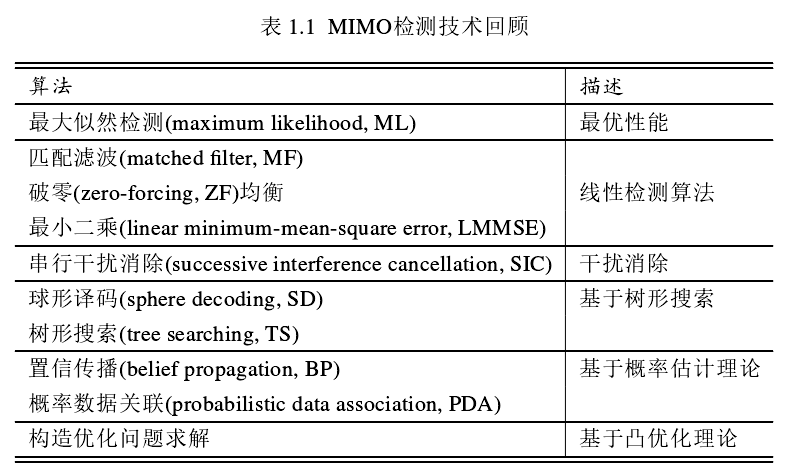 表 1.1 MIMO检测技术回顾
算法 描述
最大似然检测(maximum likelihood, ML) 最优性能
匹配滤波(matched filter, MF)
破零(zero-forcing, ZF)均衡 线性检测算法
最小二乘(linear minimum-mean-square error, LMMSE)
串行干扰消除(successive interference cancellation, SIC) 干扰消除
球形译码(sphere decoding, SD) 基于树形搜索
树形搜索(tree searching, TS)
置信传播(belief propagation, BP) 基于概率估计理论
概率数据关联(probabilistic data association, PDA)
构造优化问题求解 基于凸优化理论